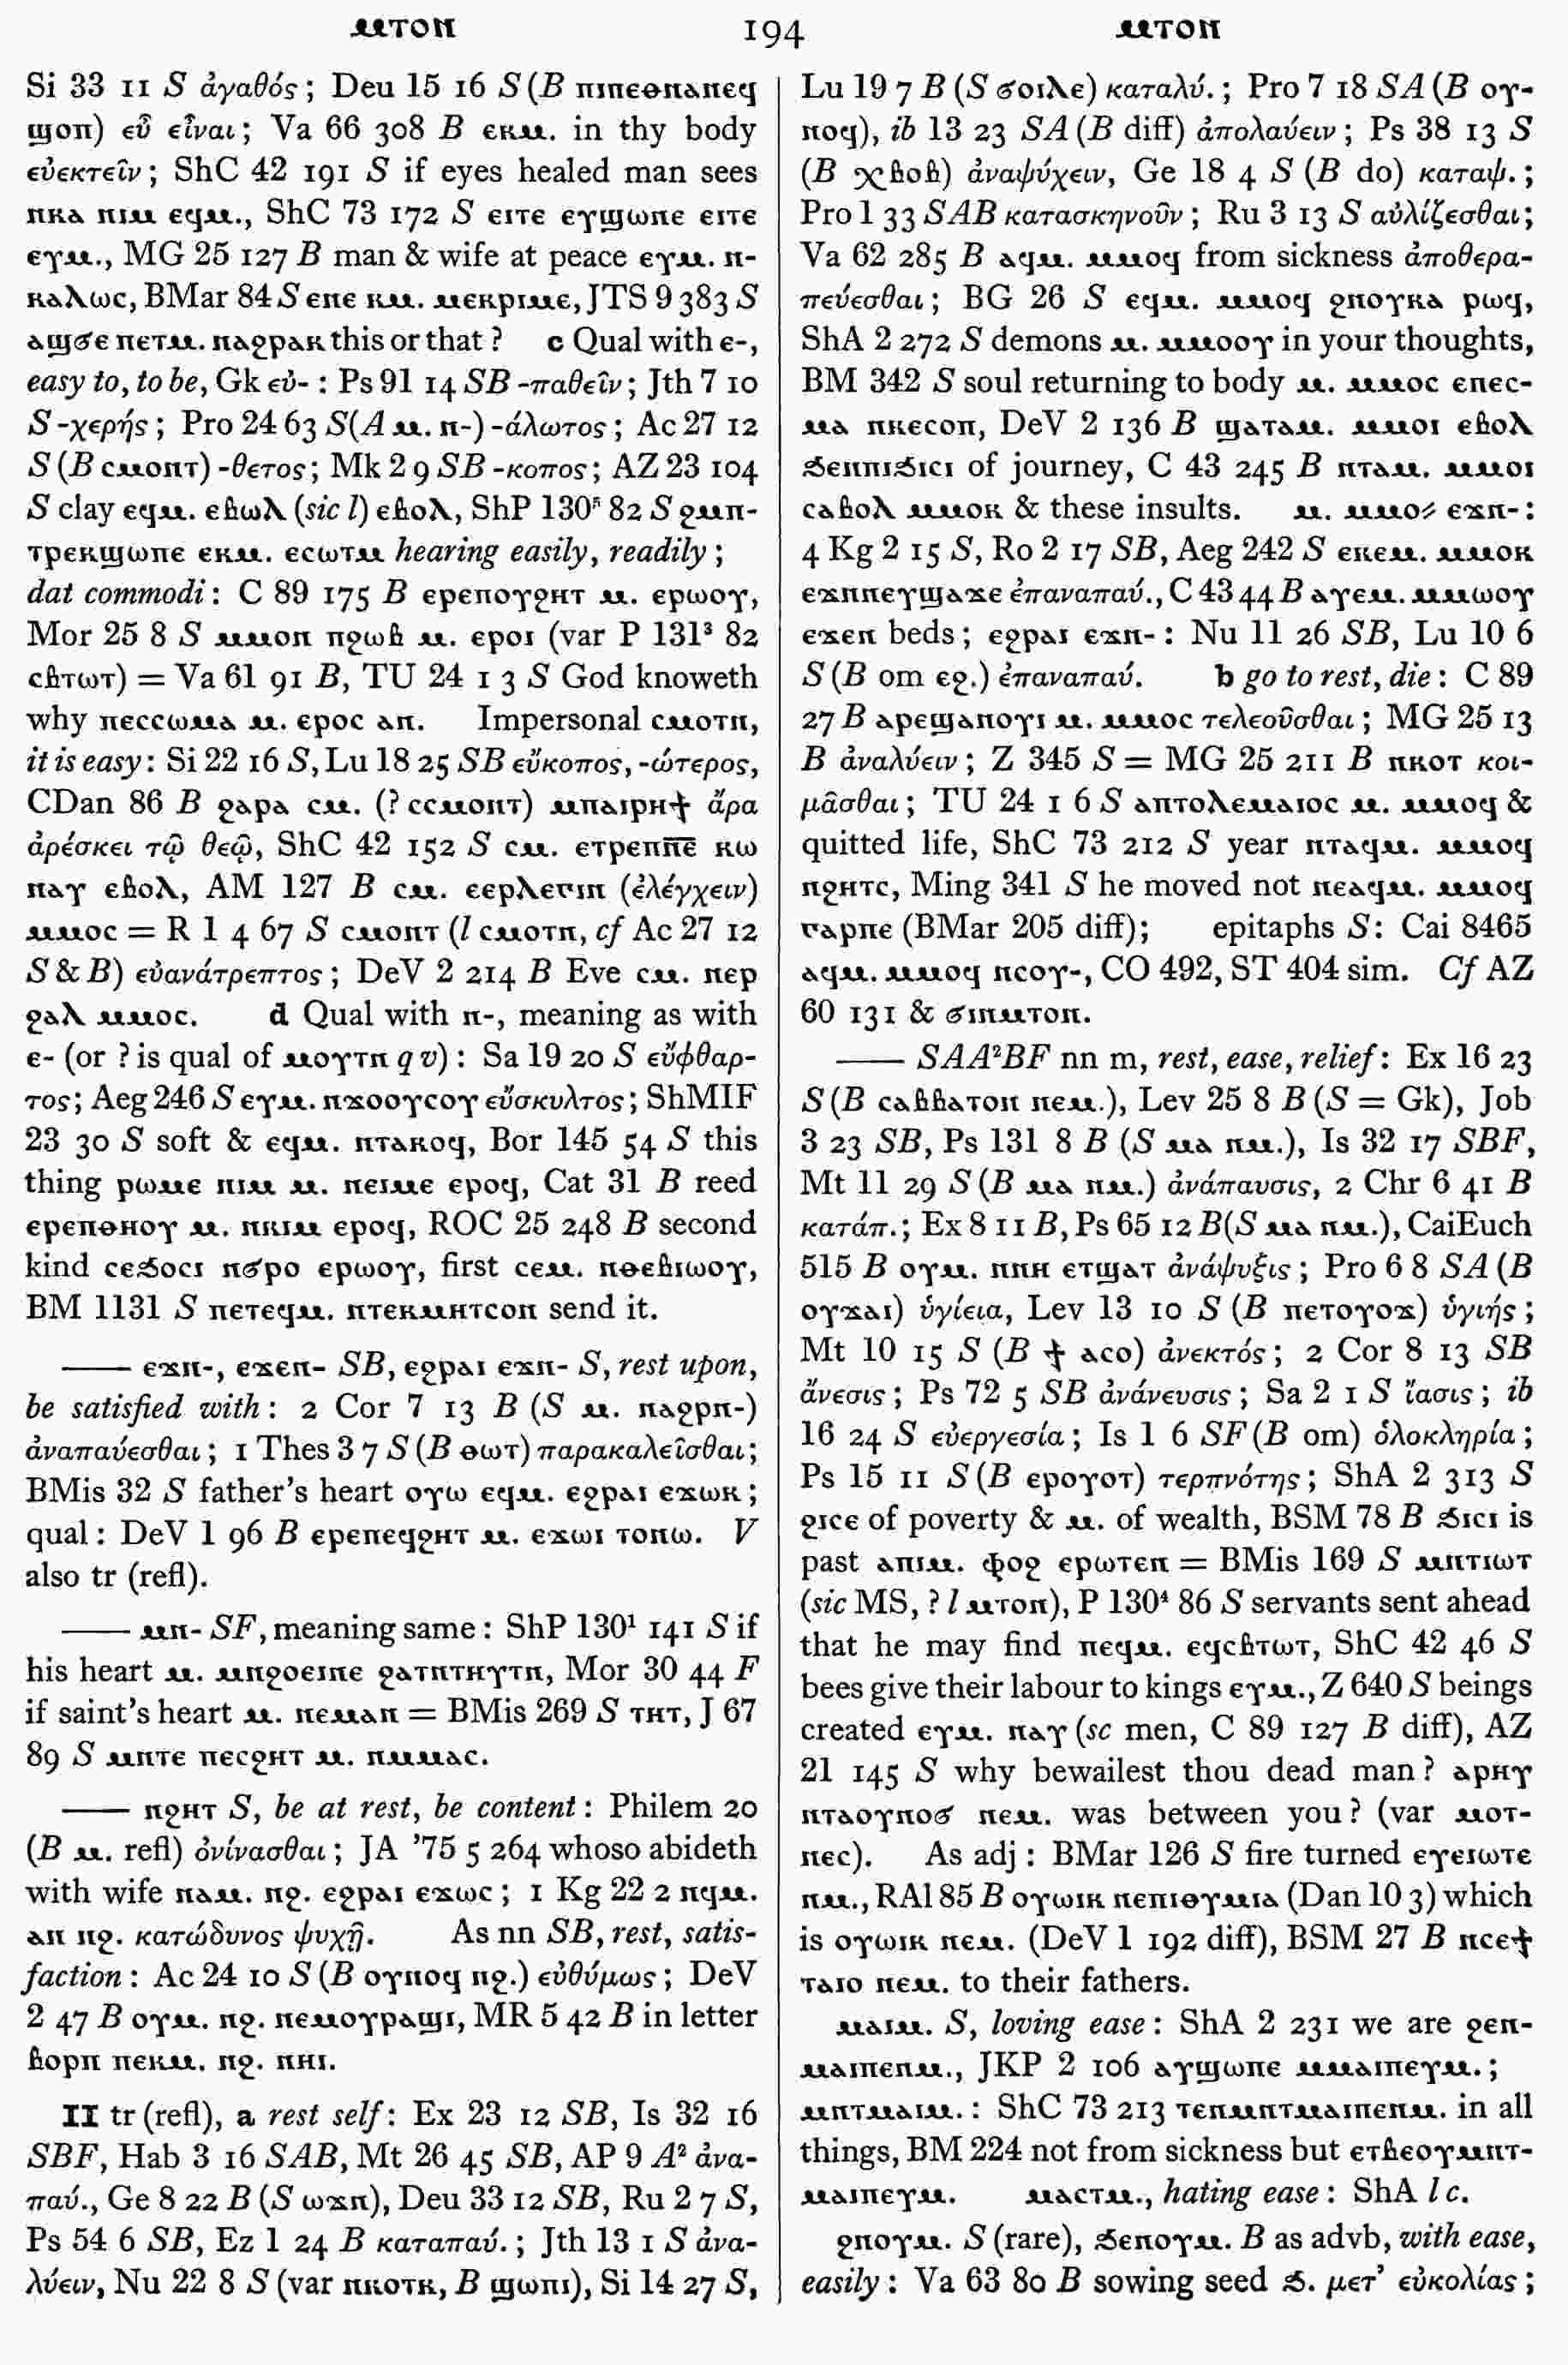 ⲙⲧⲟⲛ 194 ⲙⲧⲟⲛ
Si 33 11 S ἀγαθός; Deu 15 16 S (B ⲡⲓⲡⲉⲑⲛⲁⲛⲉϥ
ϣⲟⲡ) εὖ εἶναι; Va 66 308 B ⲉⲕⲙ. in thy body
εὐεκτεῖν; ShC 42 191 S if eyes healed man sees
ⲛⲕⲁ ⲛⲓⲙ ⲉϥⲙ., ShC 73 172 S ⲉⲓⲧⲉ ⲉⲩϣⲱⲛⲉ ⲉⲓⲧⲉ
ⲉⲩⲙ., MG 25 127 B man & wife at peace ⲉⲩⲙ. ⲛ-
ⲕⲁⲗⲱⲥ, BMar 84 S ⲉⲛⲉ ⲕⲙ. ⲙⲉⲕⲣⲓⲙⲉ, JTS 9 383 S
ⲁϣϭⲉ ⲡⲉⲧⲙ. ⲛⲁϩⲣⲁⲕ this or that? c Qual with ⲉ-,
easy to, to be, Gk εὐ- : Ps 91 14 SB -παθεῖν; Jth 7 10
S -χερής; Pro 24 63 S(A ⲙ. ⲛ-) -άλωτος; Ac 27 12
S (B ⲥⲙⲟⲛⲧ) -θετος; Mk 2 9 SB -κοπος; AZ 23 104
S clay ⲉϥⲙ. ⲉⲃⲱⲗ (sic l) ⲉⲃⲟⲗ, ShP 130⁵ 82 S ϩⲙⲡ-
ⲧⲣⲉⲕϣⲱⲡⲉ ⲉⲕⲙ. ⲉⲥⲱⲧⲙ hearing easily, readily;
dat commodi: C 89 175 B ⲉⲣⲉⲡⲟⲩϩⲏⲧ ⲙ. ⲉⲣⲱⲟⲩ,
Mor 25 8 S ⲙⲙⲟⲛ ⲡϩⲱⲃ ⲙ. ⲉⲣⲟⲓ (var P 131³ 82
ⲥⲃⲧⲱⲧ) = Va 61 91 B, TU 24 1 3 S God knoweth
why ⲡⲉⲥⲥⲱⲙⲁ ⲙ. ⲉⲣⲟⲥ ⲁⲛ. Impersonal ⲥⲙⲟⲧⲛ,
it is easy: Si 22 16 S, Lu 18 25 SB εὔκοπος, -ώτερος,
CDan 86 B ϩⲁⲣⲁ ⲥⲙ. (? ⲥⲥⲙⲟⲛⲧ) ⲙⲡⲁⲓⲣⲏϯ ἄρα
ἀρέσκει τῷ θεῷ, ShC 42 152 S ⲥⲙ. ⲉⲧⲣⲉⲡⲛ̅ⲉ̅ ⲕⲱ
ⲛⲁⲩ ⲉⲃⲟⲗ, AM 127 B ⲥⲙ. ⲉⲉⲣⲗⲉⲅⲓⲛ (ἐλέγχειν)
ⲙⲙⲟⲥ = R 1 4 67 S ⲥⲙⲟⲛⲧ (l ⲥⲙⲟⲧⲛ, cf Ac 27 12
S & B) εὐανάτρεπτος; DeV 2 214 B Eve ⲥⲙ. ⲛⲉⲣ
ϩⲁⲗ ⲙⲙⲟⲥ. d Qual with ⲛ-, meaning as with
ⲉ- (or ? is qual of ⲙⲟⲩⲧⲛ q v): Sa 19 20 S εὔφθαρ-
τος; Aeg 246 S ⲉⲩⲙ. ⲛϫⲟⲟⲩⲥⲟⲩ εὔσκυλτος; ShMIF
23 30 S soft & ⲉϥⲙ. ⲛⲧⲁⲕⲟϥ, Bor 145 54 S this
thing ⲣⲱⲙⲉ ⲛⲓⲙ ⲙ. ⲛⲉⲓⲙⲉ ⲉⲣⲟϥ, Cat 31 B reed
ⲉⲣⲉⲡⲑⲏⲟⲩ ⲙ. ⲛⲕⲓⲙ ⲉⲣⲟϥ, ROC 25 248 B second
kind ⲥⲉϧⲟⲥⲓ ⲛϭⲣⲟ ⲉⲣⲱⲟⲩ, first ⲥⲉⲙ. ⲛⲑⲉⲃⲓⲱⲟⲩ,
BM 1131 S ⲡⲉⲧⲉϥⲙ. ⲛⲧⲉⲕⲙⲛⲧⲥⲟⲛ send it.
—— ⲉϫⲛ-, ⲉϫⲉⲛ- SB, ⲉϩⲣⲁⲓ ⲉϫⲛ- S, rest upon,
be satisfied with: 2 Cor 7 13 B (S ⲙ. ⲛⲁϩⲣⲛ-)
ἀναπαύεσθαι; 1 Thes 3 7 S (B ⲑⲱⲧ) παρακαλεῖσθαι;
BMis 32 S father's heart ⲟⲩⲱ ⲉϥⲙ. ⲉϩⲣⲁⲓ ⲉϫⲱⲕ;
qual: DeV 1 96 B ⲉⲣⲉⲡⲉϥϩⲏⲧ ⲙ. ⲉϫⲱⲓ ⲧⲟⲛⲱ. V
also tr (refl).
—— ⲙⲛ- SF, meaning same: ShP 130¹ 141 S if
his heart ⲙ. ⲙⲛϩⲟⲉⲓⲛⲉ ϩⲁⲧⲛⲧⲏⲩⲧⲛ, Mor 30 44 F
if saint's heart ⲙ. ⲛⲉⲙⲁⲛ = BMis 269 S ⲧⲏⲧ, J 67
89 S ⲙⲡⲧⲉ ⲡⲉⲥϩⲏⲧ ⲙ. ⲛⲙⲙⲁⲥ.
—— ⲛϩⲏⲧ S, be at rest, be content: Philem 20
(B ⲙ. refl) ὀνίνασθαι; JA '75 5 264 whoso abideth
with wife ⲛⲁⲙ. ⲛϩ. ⲉϩⲣⲁⲓ ⲉϫⲱⲥ; 1 Kg 22 2 ⲛϥⲙ.
ⲁⲛ ⲛϩ. κατώδυνος ψυχῇ. As nn SB, rest, satis-
faction: Ac 24 10 S (B ⲟⲩⲛⲟϥ ⲛϩ.) εὐθύμως; DeV
2 47 B ⲟⲩⲙ. ⲛϩ. ⲛⲉⲙⲟⲩⲣⲁϣⲓ, MR 5 42 B in letter
ⲃⲟⲣⲡ ⲡⲉⲕⲙ. ⲛϩ. ⲛⲏⲓ.
II tr (refl), a rest self: Ex 23 12 SB, Is 32 16
SBF, Hab 3 16 SAB, Mt 26 45 SB, AP 9 A² ἀνα-
παύ., Ge 8 22 B (S ⲱϫⲛ), Deu 33 12 SB, Ru 2 7 S,
Ps 54 6 SB, Ez 1 24 B καταπαύ.; Jth 13 1 S ἀνα-
λύειν, Nu 22 8 S (var ⲛⲕⲟⲧⲕ, B ϣⲱⲡⲓ), Si 14 27 S,
Lu 19 7 B (S ϭⲟⲓⲗⲉ) καταλύ.; Pro 7 18 SA (B ⲟⲩ-
ⲛⲟϥ), ib 13 23 SA (B diff) ἀπολαύειν; Ps 38 13 S
(B ⲭⲃⲟⲃ) ἀναψύχειν, Ge 18 4 S (B do) καταψ.;
Pro 1 33 SAB κατασκηνοῦν; Ru 3 13 S αὐλίζεσθαι;
Va 62 285 B ⲁϥⲙ. ⲙⲙⲟϥ from sickness ἀποθερα-
πεύεσθαι; BG 26 S ⲉϥⲙ. ⲙⲙⲟϥ ϩⲛⲟⲩⲕⲁ ⲣⲱϥ,
ShA 2 272 S demons ⲙ. ⲙⲙⲟⲟⲩ in your thoughts,
BM 342 S soul returning to body ⲙ. ⲙⲙⲟⲥ ⲉⲡⲉⲥ-
ⲙⲁ ⲛⲕⲉⲥⲟⲡ, DeV 2 136 B ϣⲁⲧⲁⲙ. ⲙⲙⲟⲓ ⲉⲃⲟⲗ
ϧⲉⲛⲡⲓϧⲓⲥⲓ of journey, C 43 245 B ⲛⲧⲁⲙ. ⲙⲙⲟⲓ
ⲥⲁⲃⲟⲗ ⲙⲙⲟⲕ & these insults. ⲙ. ⲙⲙⲟ⸗ ⲉϫⲛ-:
4 Kg 2 15 S, Ro 2 17 SB, Aeg 242 S ⲉⲕⲉⲙ. ⲙⲙⲟⲕ
ⲉϫⲛⲛⲉⲩϣⲁϫⲉ ἐπαναπαύ., C 43 44 B ⲁⲩⲉⲙ. ⲙⲙⲱⲟⲩ
ⲉϫⲉⲛ beds; ⲉϩⲣⲁⲓ ⲉϫⲛ-: Nu 11 26 SB, Lu 10 6
S (B om ⲉϩ.) ἐπαναπαύ. b go to rest, die: C 89
27 B ⲁⲣⲉϣⲁⲛⲟⲩⲓ ⲙ. ⲙⲙⲟⲥ τελεοῦσθαι; MG 25 13
B ἀναλύειν; Z 345 S = MG 25 211 B ⲛⲕⲟⲧ κοι-
μᾶσθαι; TU 24 1 6 S ⲁⲡⲧⲟⲗⲉⲙⲁⲓⲟⲥ ⲙ. ⲙⲙⲟϥ &
quitted life, ShC 73 212 S year ⲛⲧⲁϥⲙ. ⲙⲙⲟϥ
ⲛϩⲏⲧⲥ, Ming 341 S he moved not ⲛⲉⲁϥⲙ. ⲙⲙⲟϥ
ⲅⲁⲣⲡⲉ (BMar 205 diff); epitaphs S: Cai 8465
ⲁϥⲙ. ⲙⲙⲟϥ ⲛⲥⲟⲩ-, CO 492, ST 404 sim. Cf AZ
60 131 & ϭⲓⲛⲙⲧⲟⲛ.
—— SAA²BF nn m, rest, ease, relief: Ex 16 23
S (B ⲥⲁⲃⲃⲁⲧⲟⲛ ⲛⲉⲙ.), Lev 25 8 B (S = Gk), Job
3 23 SB, Ps 131 8 B (S ⲙⲁ ⲛⲙ.), Is 32 17 SBF,
Mt 11 29 S (B ⲙⲁ ⲛⲙ.) ἀνάπαυσις, 2 Chr 6 41 B
κατάπ.; Ex 8 11 B, Ps 65 12 B(S ⲙⲁ ⲛⲙ.), CaiEuch
515 B ⲟⲩⲙ. ⲛⲛⲏ ⲉⲧϣⲁⲧ ἀνάψυξις; Pro 6 8 SA (B
ⲟⲩϫⲁⲓ) ὑγίεια, Lev 13 10 S (B ⲡⲉⲧⲟⲩⲟϫ) ὑγιής;
Mt 10 15 S (B ϯ ⲁⲥⲟ) ἀνεκτός; 2 Cor 8 13 SB
ἄνεσις; Ps 72 5 SB ἀνάνευσις; Sa 2 1 S ἴασις; ib
16 24 S εὐεργεσία; Is 1 6 SF (B om) ὁλοκληρία;
Ps 15 11 S (B ⲉⲣⲟⲩⲟⲧ) τερπνότης; ShA 2 313 S
ϩⲓⲥⲉ of poverty & ⲙ. of wealth, BSM 78 B ϧⲓⲥⲓ is
past ⲁⲡⲓⲙ. ⲫⲟϩ ⲉⲣⲱⲧⲉⲛ = BMis 169 S ⲙⲛⲧⲓⲱⲧ
(sic MS, ? l ⲙⲧⲟⲛ), P 130⁴ 86 S servants sent ahead
that he may find ⲡⲉϥⲙ. ⲉϥⲥⲃⲧⲱⲧ, ShC 42 46 S
bees give their labour to kings ⲉⲩⲙ., Z 640 S beings
created ⲉⲩⲙ. ⲛⲁⲩ (sc men, C 89 127 B diff), AZ
21 145 S why bewailest thou dead man? ⲁⲣⲏⲩ
ⲛⲧⲁⲟⲩⲛⲟϭ ⲛⲉⲙ. was between you? (var ⲙⲟⲧ-
ⲛⲉⲥ). As adj: BMar 126 S fire turned ⲉⲩⲉⲓⲱⲧⲉ
ⲛⲙ., RAl 85 B ⲟⲩⲱⲓⲕ ⲛⲉⲡⲓⲑⲩⲙⲓⲁ (Dan 10 3) which
is ⲟⲩⲱⲓⲕ ⲛⲉⲙ. (DeV 1 192 diff), BSM 27 B ⲛⲥⲉϯ
ⲧⲁⲓⲟ ⲛⲉⲙ. to their fathers.
ⲙⲁⲓⲙ. S, loving ease: ShA 2 231 we are ϩⲉⲛ-
ⲙⲁⲓⲡⲉⲛⲙ., JKP 2 106 ⲁⲩϣⲱⲡⲉ ⲙⲙⲁⲓⲡⲉⲩⲙ.;
ⲙⲛⲧⲙⲁⲓⲙ.: ShC 73 213 ⲧⲉⲛⲙⲛⲧⲙⲁⲓⲡⲉⲛⲙ. in all
things, BM 224 not from sickness but ⲉⲧⲃⲉⲟⲩⲙⲛⲧ-
ⲙⲁⲓⲡⲉⲩⲙ. ⲙⲁⲥⲧⲙ., hating ease: ShA l c.
ϩⲛⲟⲩⲙ. S (rare), ϧⲉⲛⲟⲩⲙ. B as advb, with ease,
easily: Va 63 80 B sowing seed ϧ. μετ' εὐκολίας;